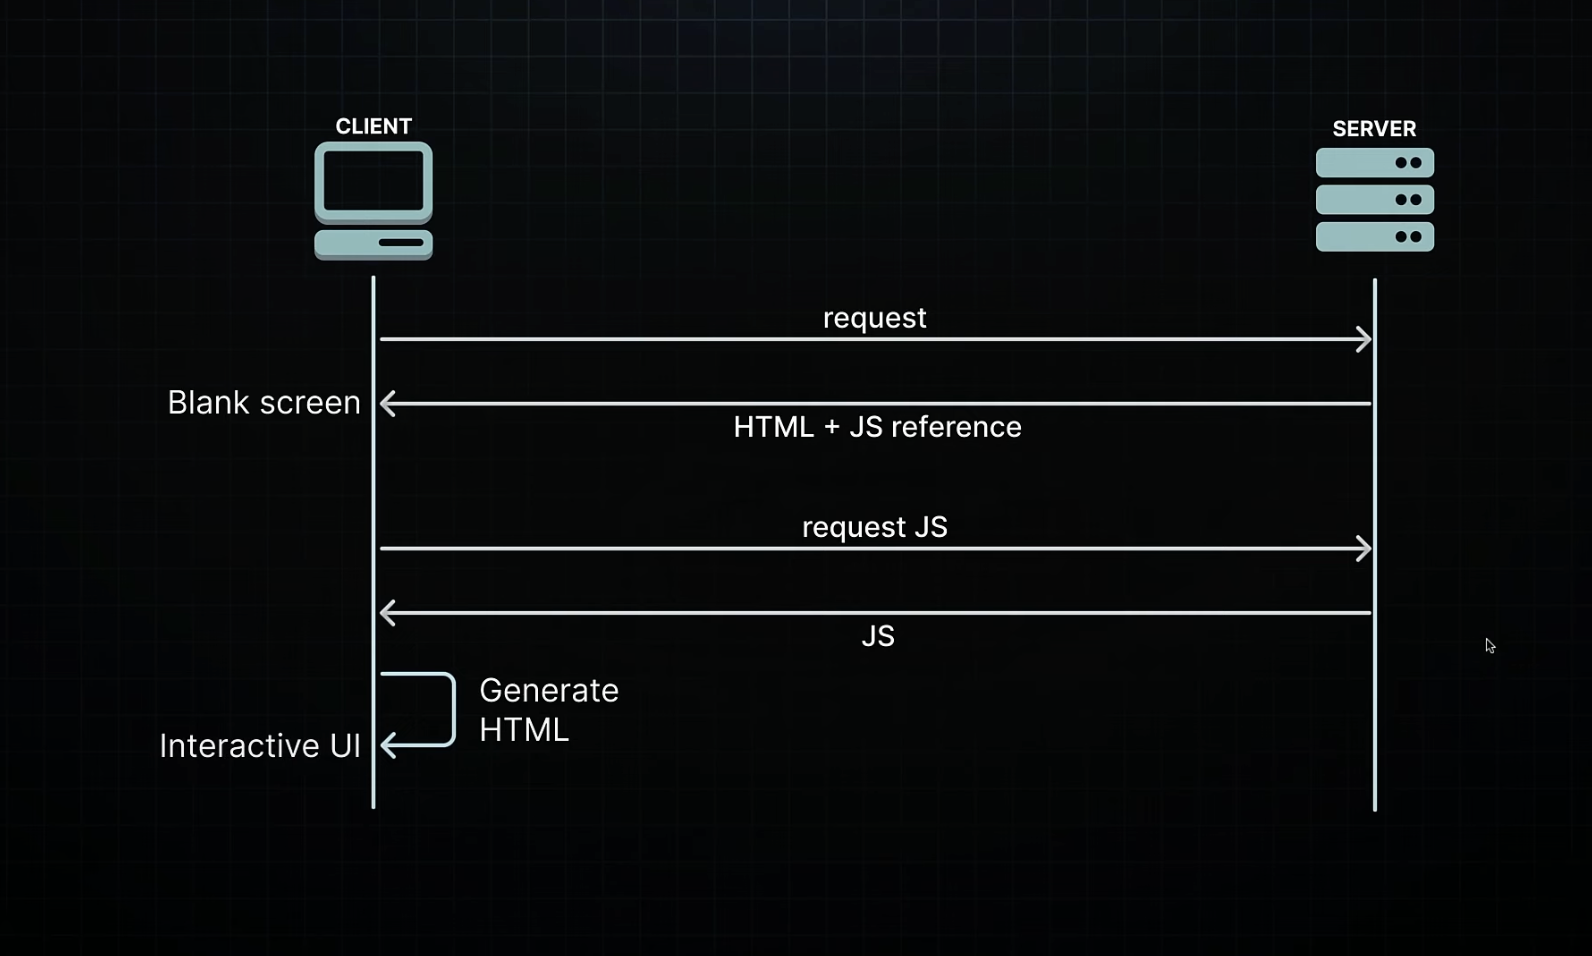 CLIENT
SERVER
request
Blank screen
HTML + JS reference
request JS
JS
Generate
HTML
Interactive UI